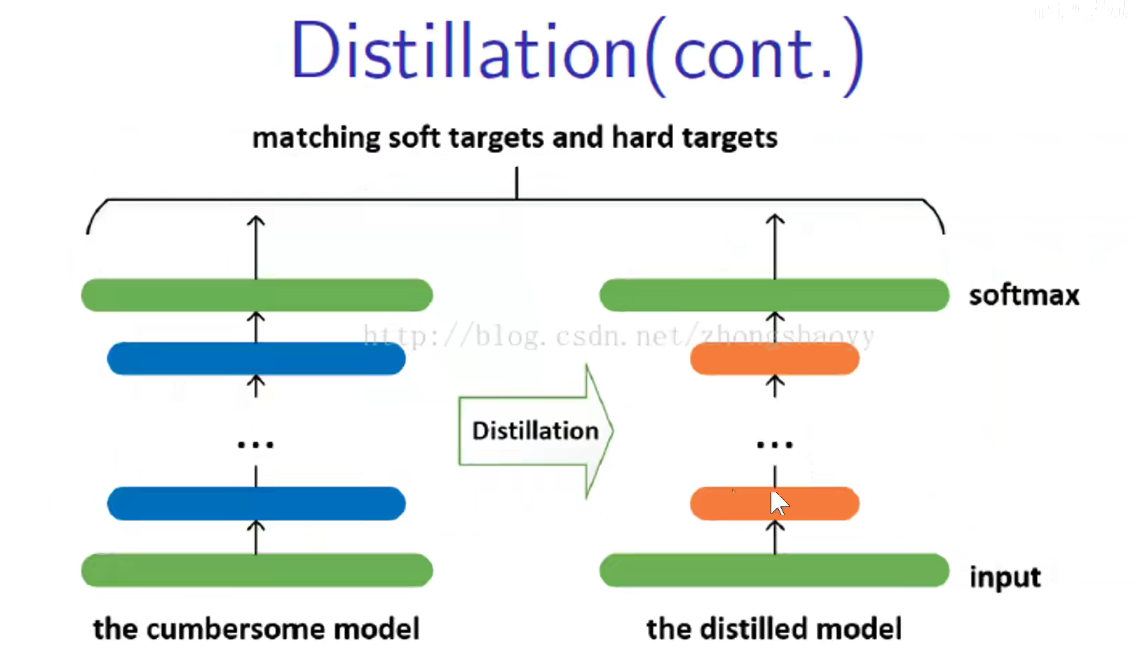 Distillation(cont.)
matching soft targets and hard targets
softmax
http://blog.csdn.net/zhongshaoyy
Distillation
...
...
input
the cumbersome model
the distilled model